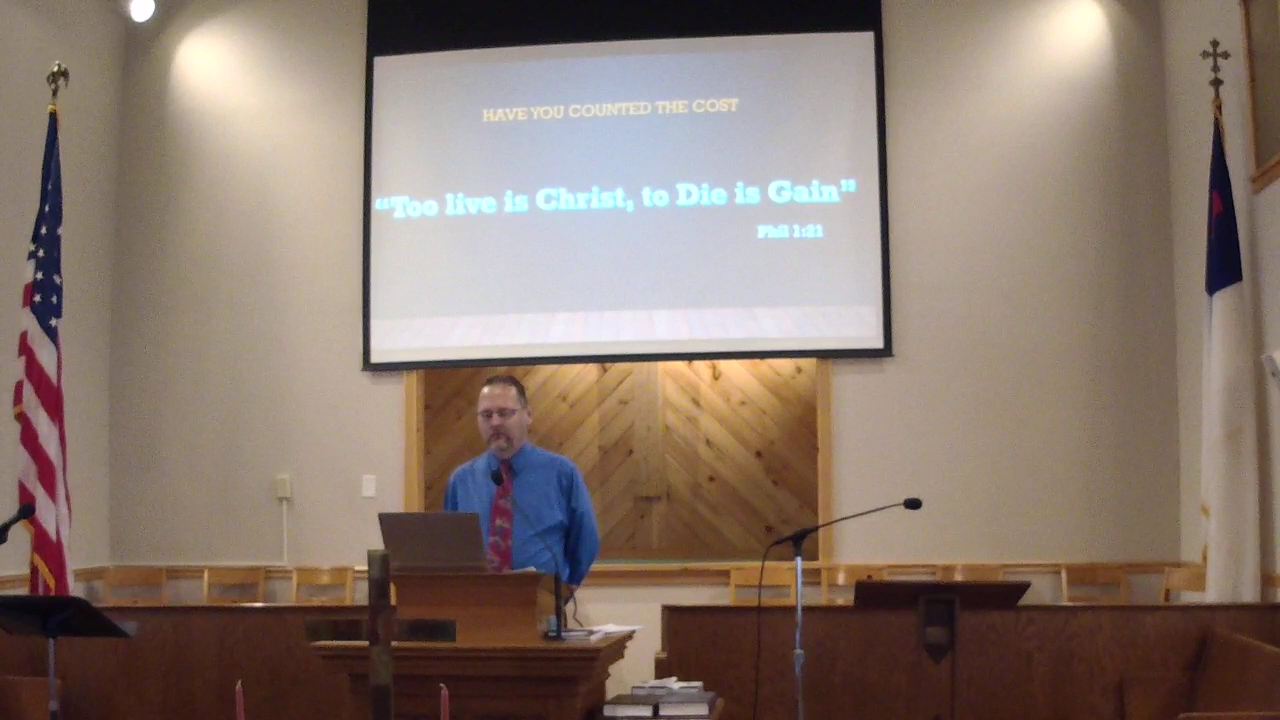 HAVE YOU COUNTED THE COST
“Too live is Christ, to Die is Gain”
Phil 1:21